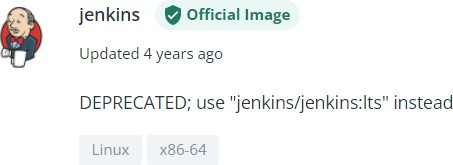 jenkins Official Image
Updated 4 years ago
DEPRECATED; use "jenkins/jenkins:lts" instead
Linux x86-64